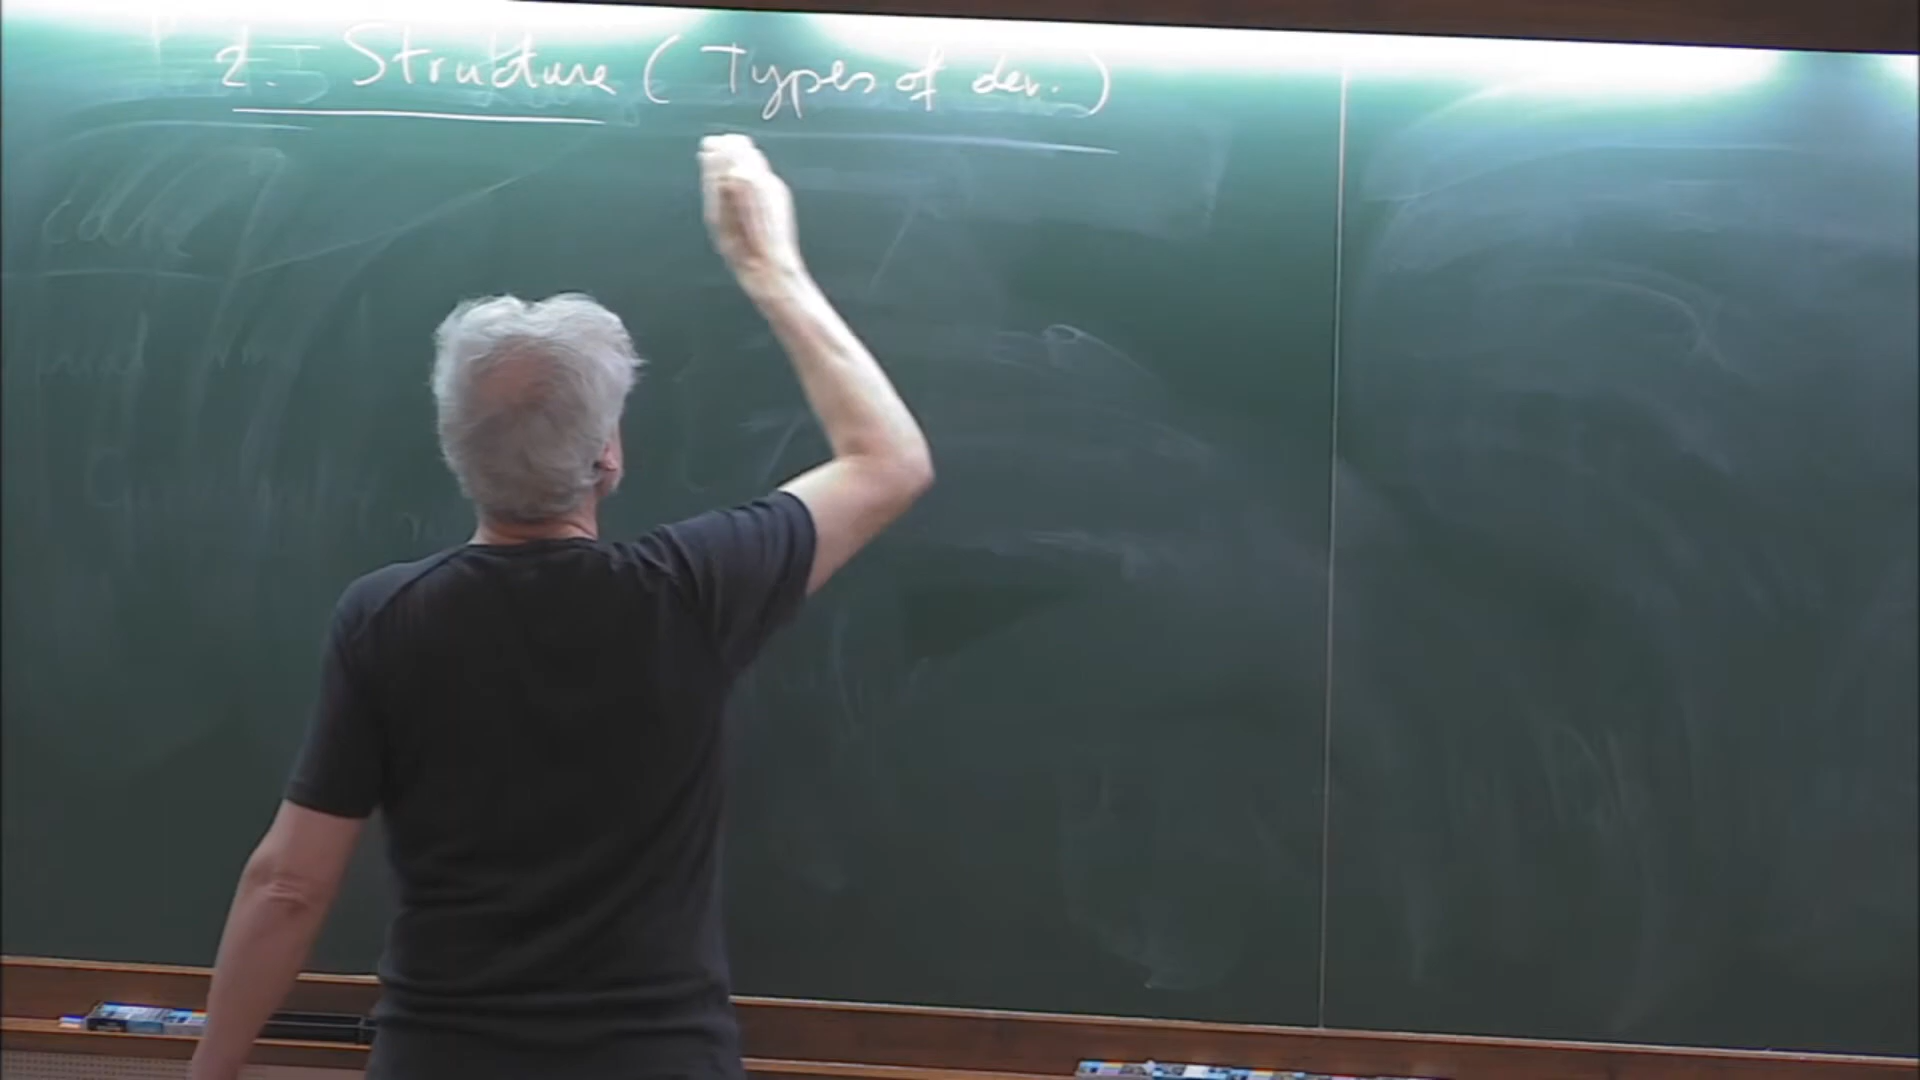 2. Structure (Types of der.)